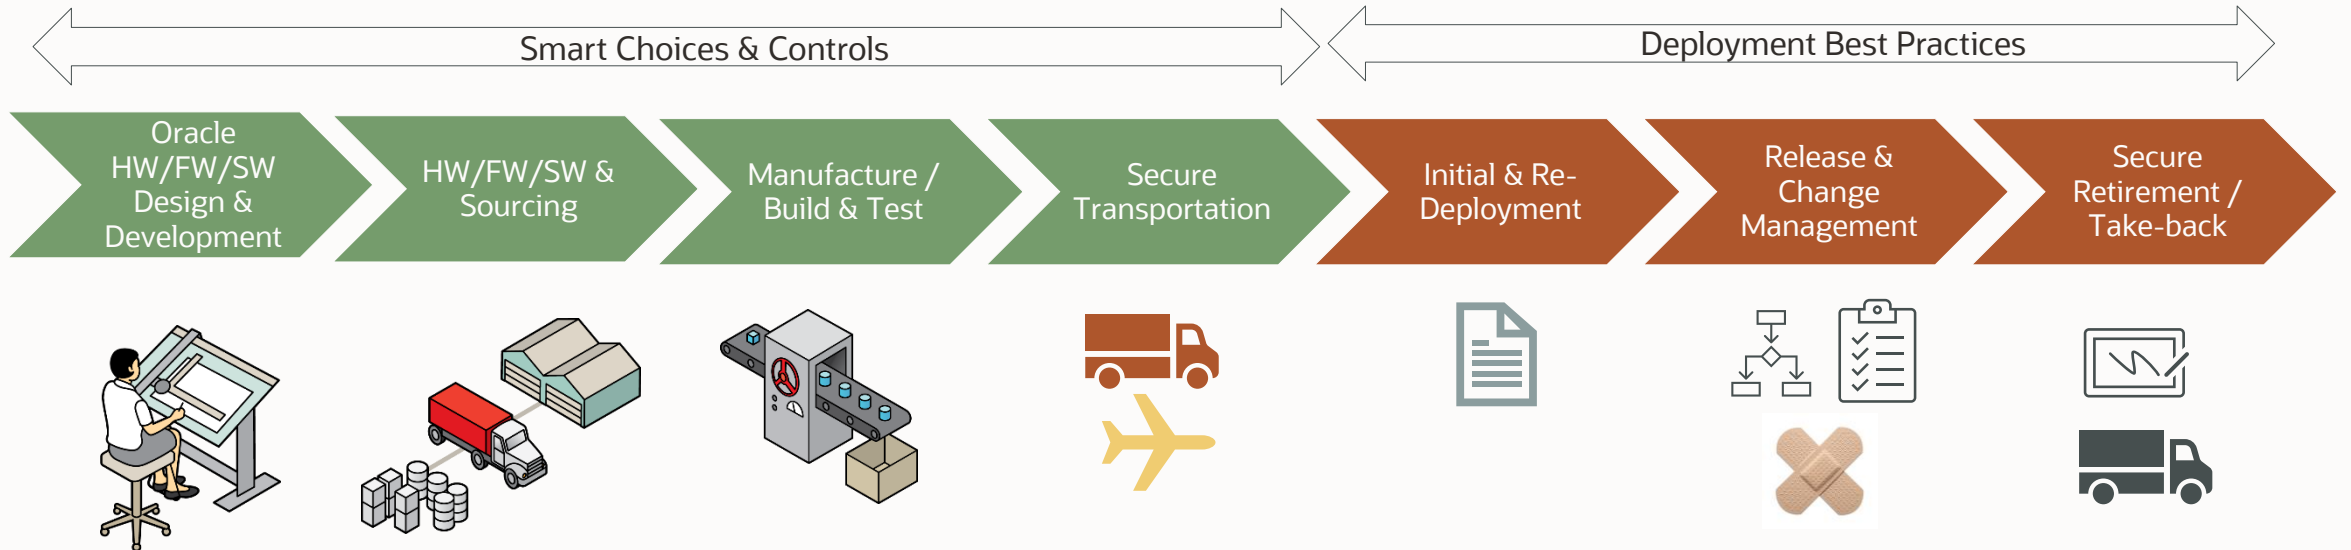 Smart Choices & Controls
Deployment Best Practices
Oracle
HW/FW/SW
Design &
Development
HW/FW/SW &
Sourcing
Manufacture /
Build & Test
Secure
Transportation
Initial & Re-
Deployment
Release &
Change
Management
Secure
Retirement /
Take-back